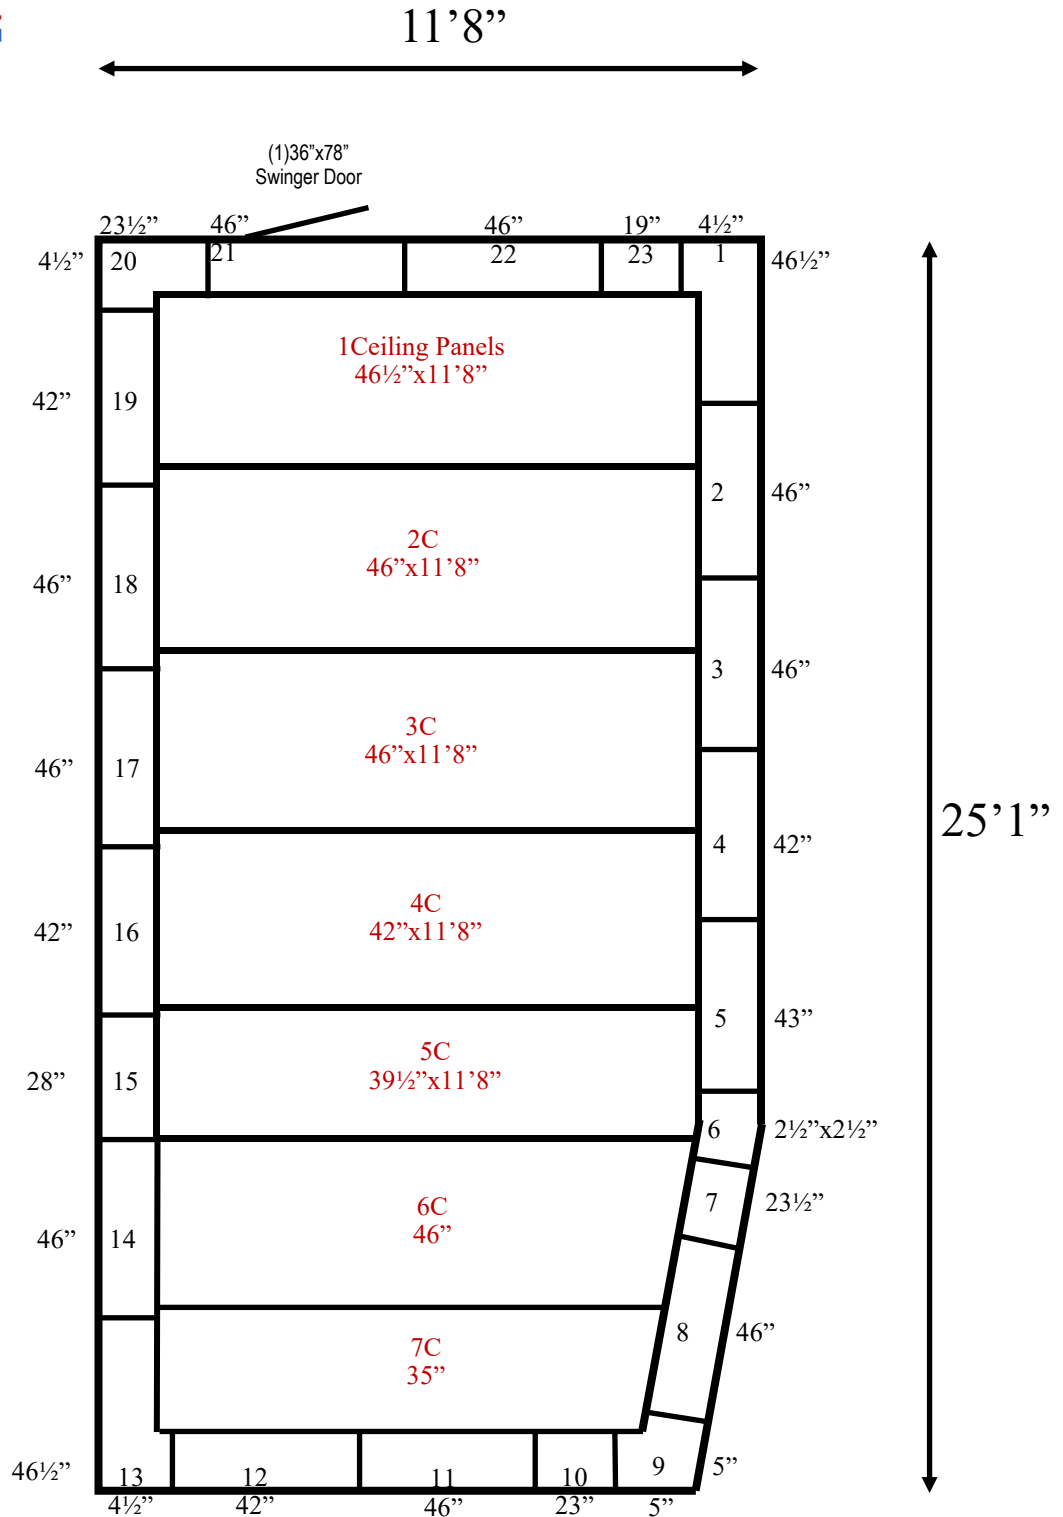 11’8”
(1)36”x78”
Swinger Door
23½” 46” 46” 19” 4½”
4½” 20 21 22 23 1 46½”
1Ceiling Panels
46½”x11’8”
42” 19
2 46”
2C
46”x11’8”
46” 18
3 46”
3C
46”x11’8”
46” 17
25’1”
4 42”
4C
42”x11’8”
42” 16
5 43”
5C
39½”x11’8”
28” 15
6 2½”x2½”
7 23½”
6C
46”
46” 14
8 46”
7C
35”
46½” 13 12 11 10 9 5”
4½” 42” 46” 23” 5”